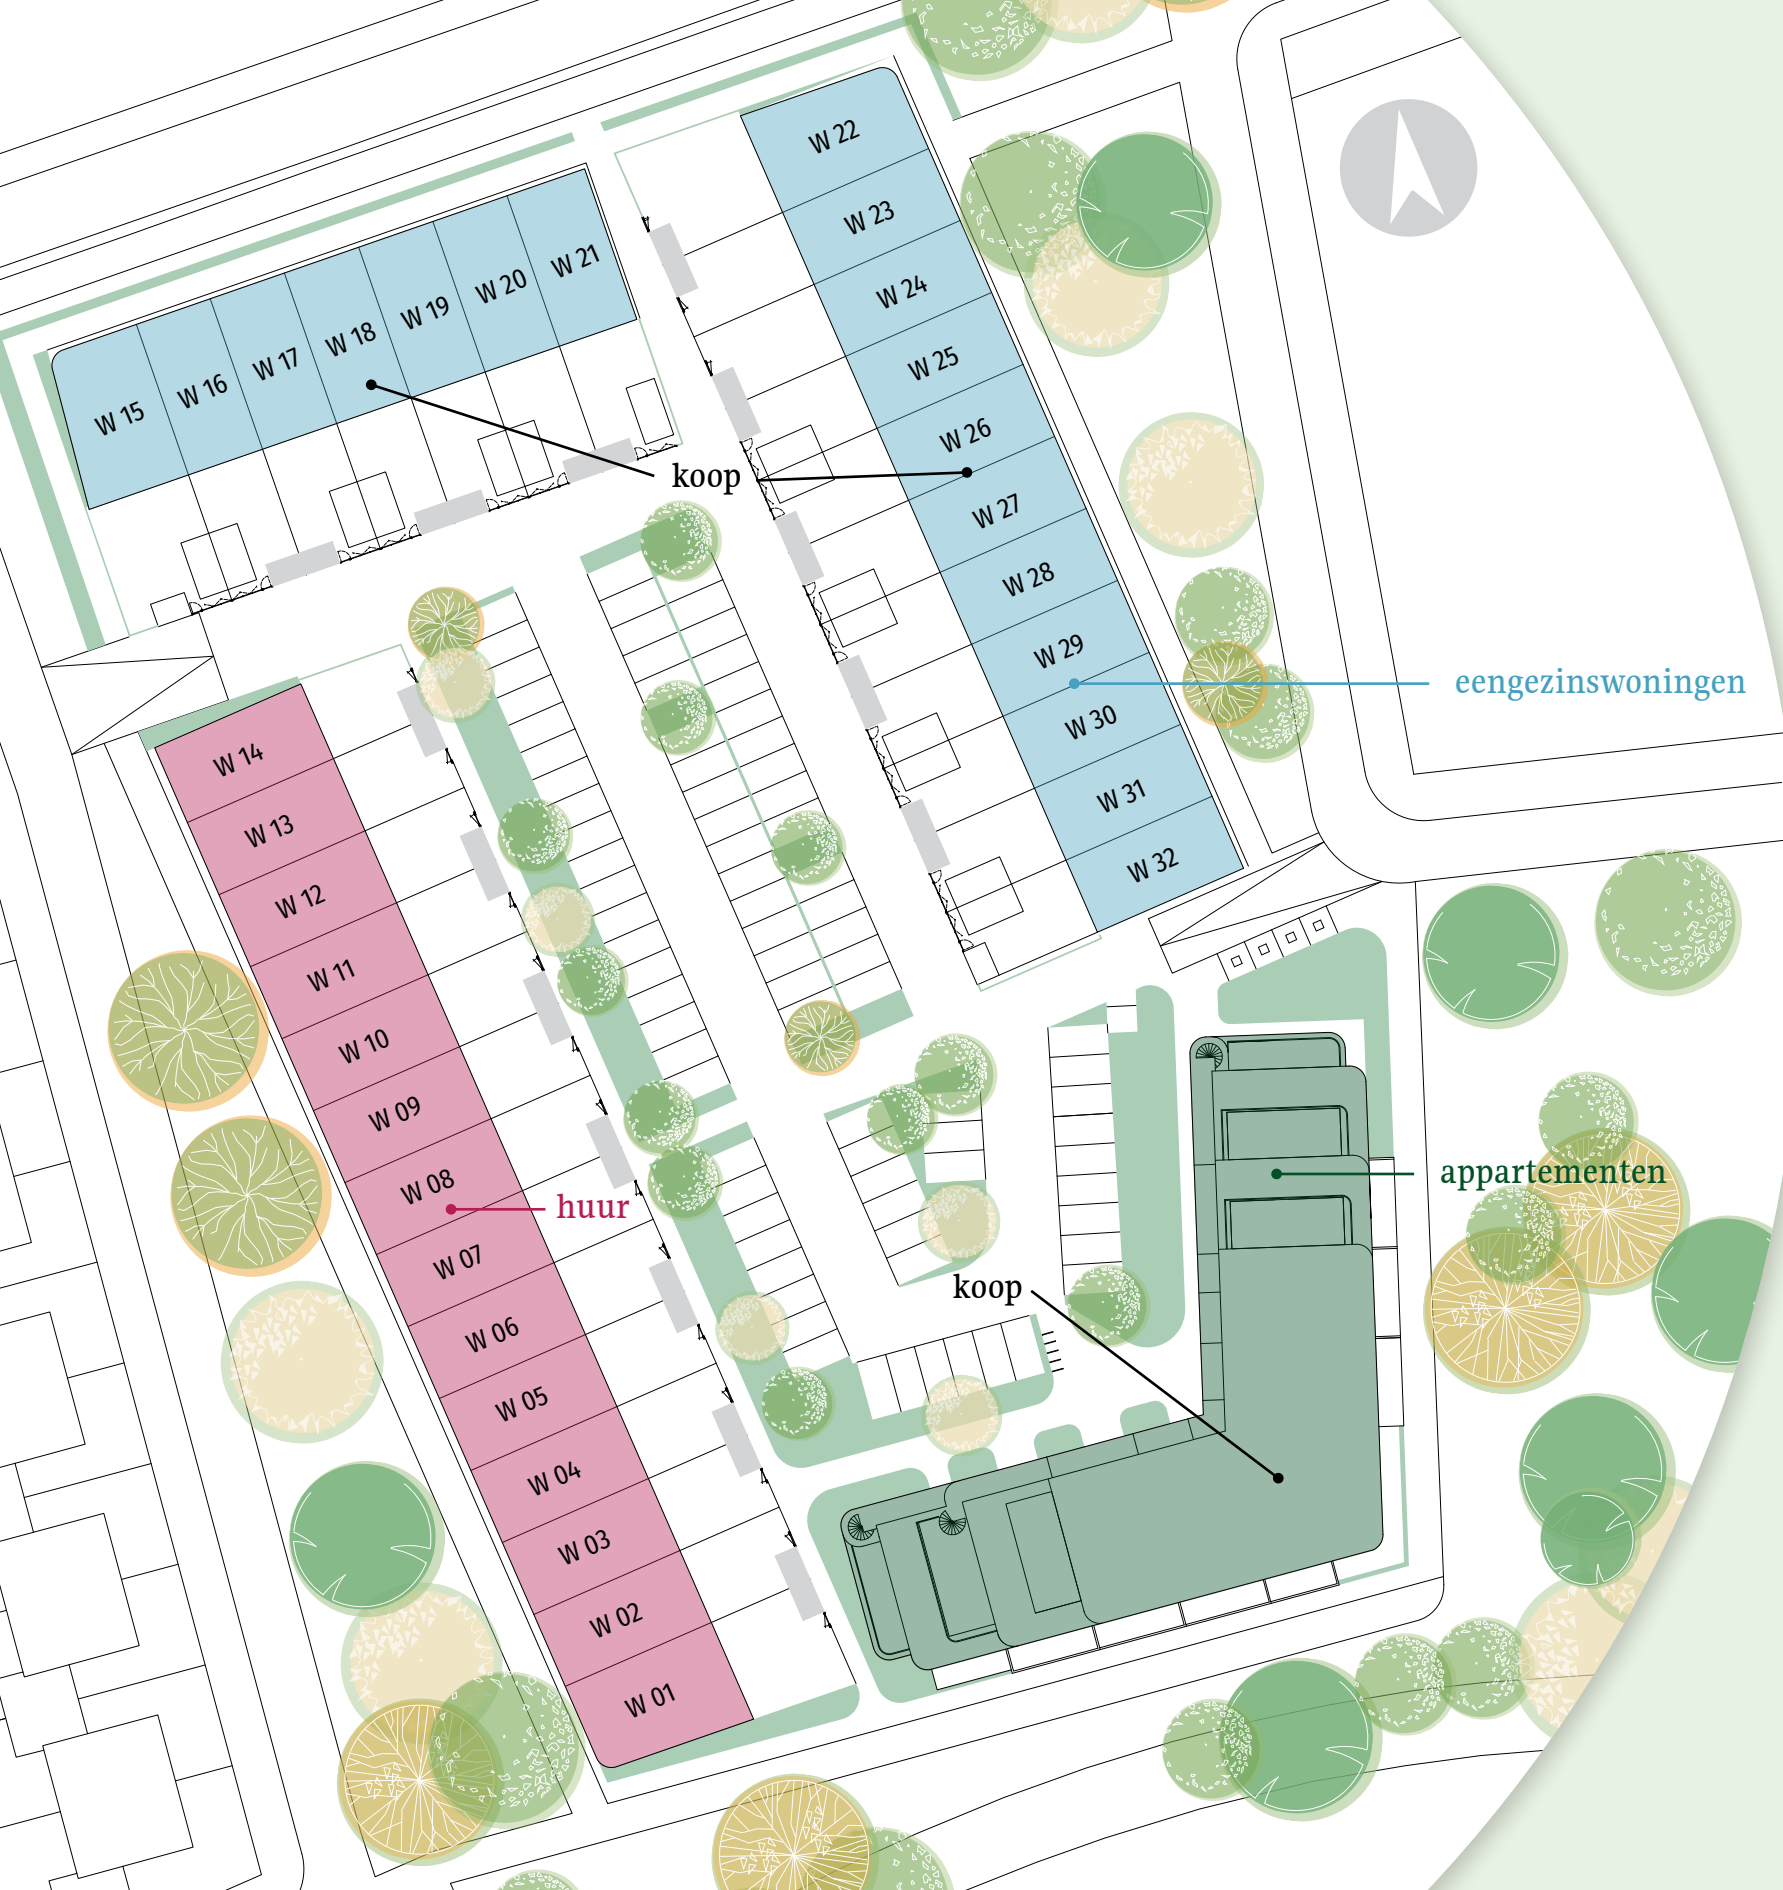 W 22
W 23
W 24
W 25
W 26
W 27
W 28
W 29
W 30
W 31
W 32
W 15
W 16
W 17
W 18
W 19
W 20
W 21
koop
eengezinswoningen
W 14
W 13
W 12
W 11
W 10
W 09
W 08
W 07
W 06
W 05
W 04
W 03
W 02
W 01
huur
appartementen
koop